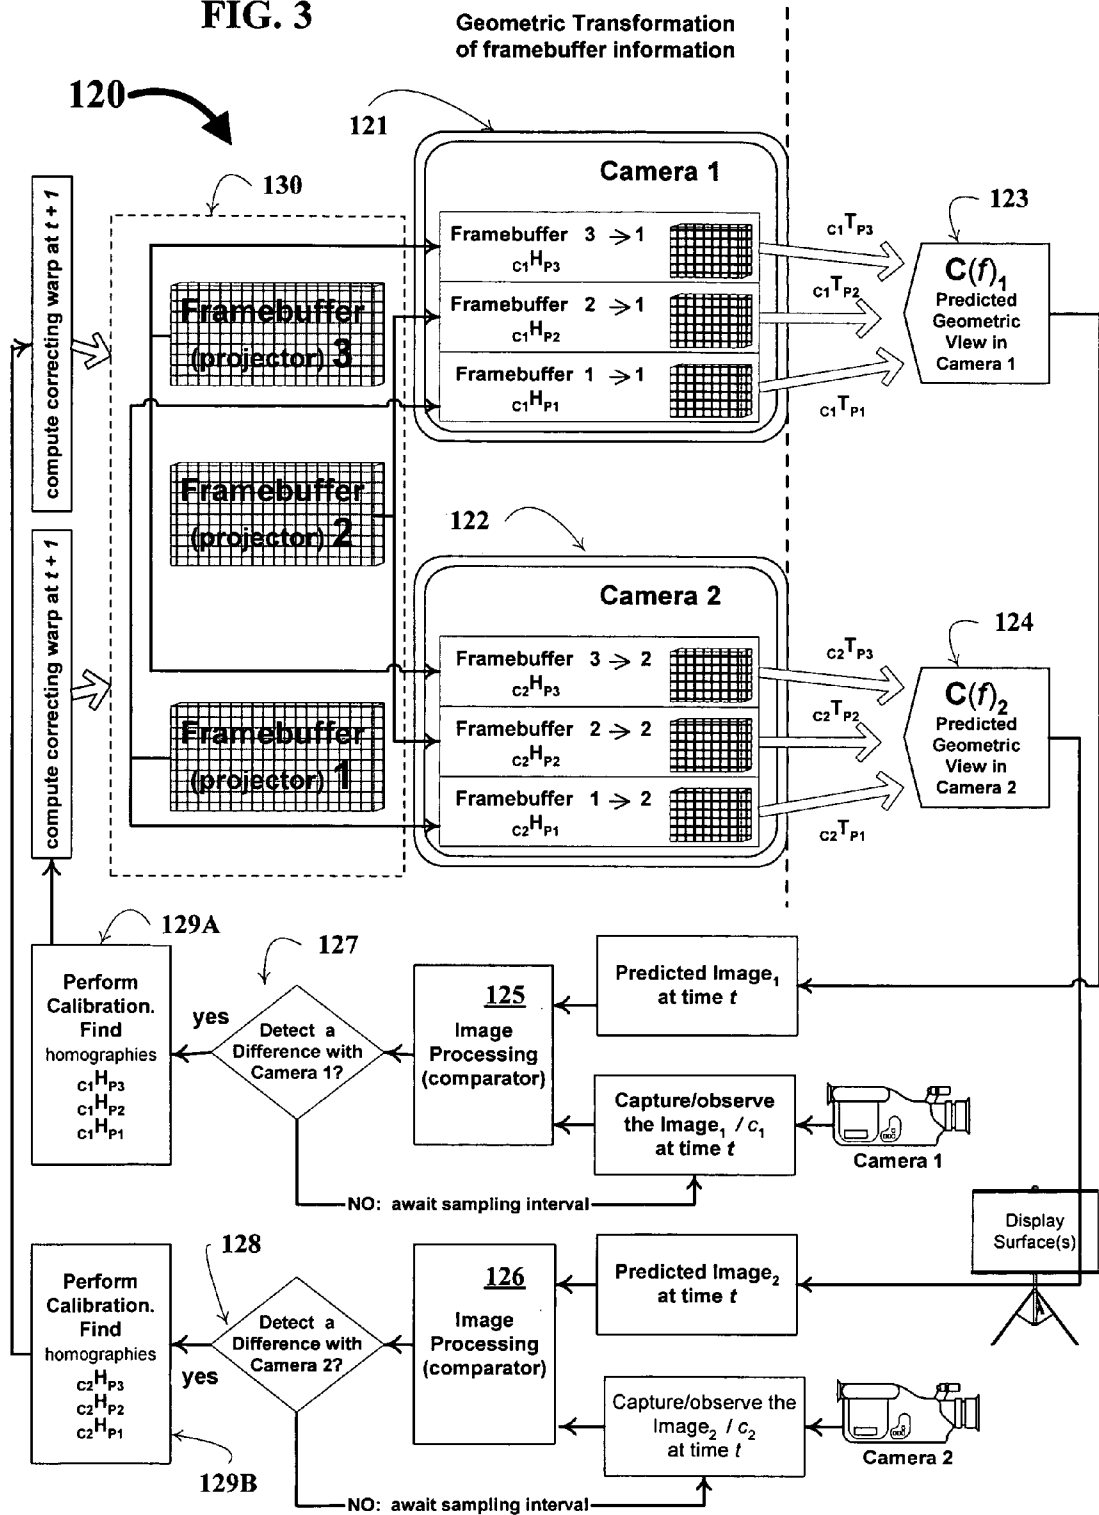 FIG. 3
Geometric Transformation
of framebuffer information
120
121
130
123
Camera 1
Framebuffer 3 → 1
C1HP3
Framebuffer 2 → 1
C1HP2
Framebuffer 1 → 1
C1HP1
C1TP3
C1TP2
C1TP1
C(f)1
Predicted
Geometric
View in
Camera 1
compute correcting warp at t + 1
Framebuffer
(projector) 3
Framebuffer
(projector) 2
Framebuffer
(projector) 1
compute correcting warp at t + 1
122
124
Camera 2
Framebuffer 3 → 2
C2HP3
Framebuffer 2 → 2
C2HP2
Framebuffer 1 → 2
C2HP1
C2TP3
C2TP2
C2TP1
C(f)2
Predicted
Geometric
View in
Camera 2
129A
127
Perform
Calibration.
Find
homographies
C1HP3
C1HP2
C1HP1
yes
Detect a
Difference with
Camera 1?
125
Image
Processing
(comparator)
Predicted Image1
at time t
Capture/observe
the Image1 / c1
at time t
Camera 1
NO: await sampling interval
Display
Surface(s)
128
Perform
Calibration.
Find
homographies
C2HP3
C2HP2
C2HP1
yes
Detect a
Difference with
Camera 2?
126
Image
Processing
(comparator)
Predicted Image2
at time t
Capture/observe the
Image2 / c2
at time t
Camera 2
129B
NO: await sampling interval